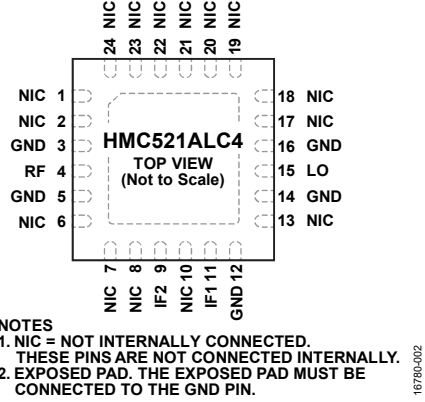 24 NIC
23 NIC
22 NIC
21 NIC
20 NIC
19 NIC
NIC 1
NIC 2
GND 3
RF 4
GND 5
NIC 6
HMC521ALC4
TOP VIEW
(Not to Scale)
18 NIC
17 NIC
16 GND
15 LO
14 GND
13 NIC
NIC 7
NIC 8
IF2 9
NIC 10
IF1 11
GND 12
NOTES
1. NIC = NOT INTERNALLY CONNECTED.
THESE PINS ARE NOT CONNECTED INTERNALLY.
2. EXPOSED PAD. THE EXPOSED PAD MUST BE
CONNECTED TO THE GND PIN.
16780-002